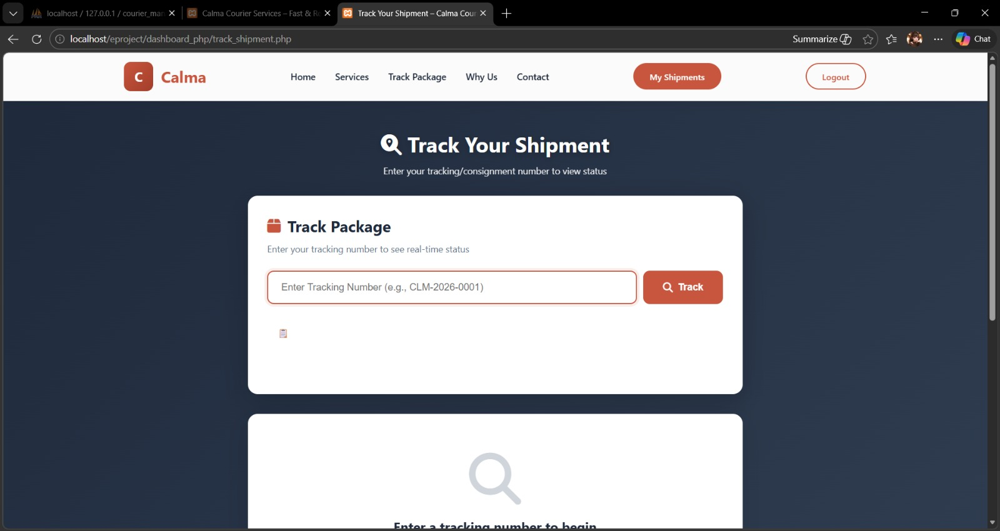 localhost / 127.0.0.1 / courier_man
Calma Courier Services – Fast & Re
Track Your Shipment – Calma Cour
localhost/eproject/dashboard_php/track_shipment.php
Summarize
Chat
C Calma
Home
Services
Track Package
Why Us
Contact
My Shipments
Logout
Track Your Shipment
Enter your tracking/consignment number to view status
Track Package
Enter your tracking number to see real-time status
Enter Tracking Number (e.g., CLM-2026-0001)
Track
Enter a tracking number to begin